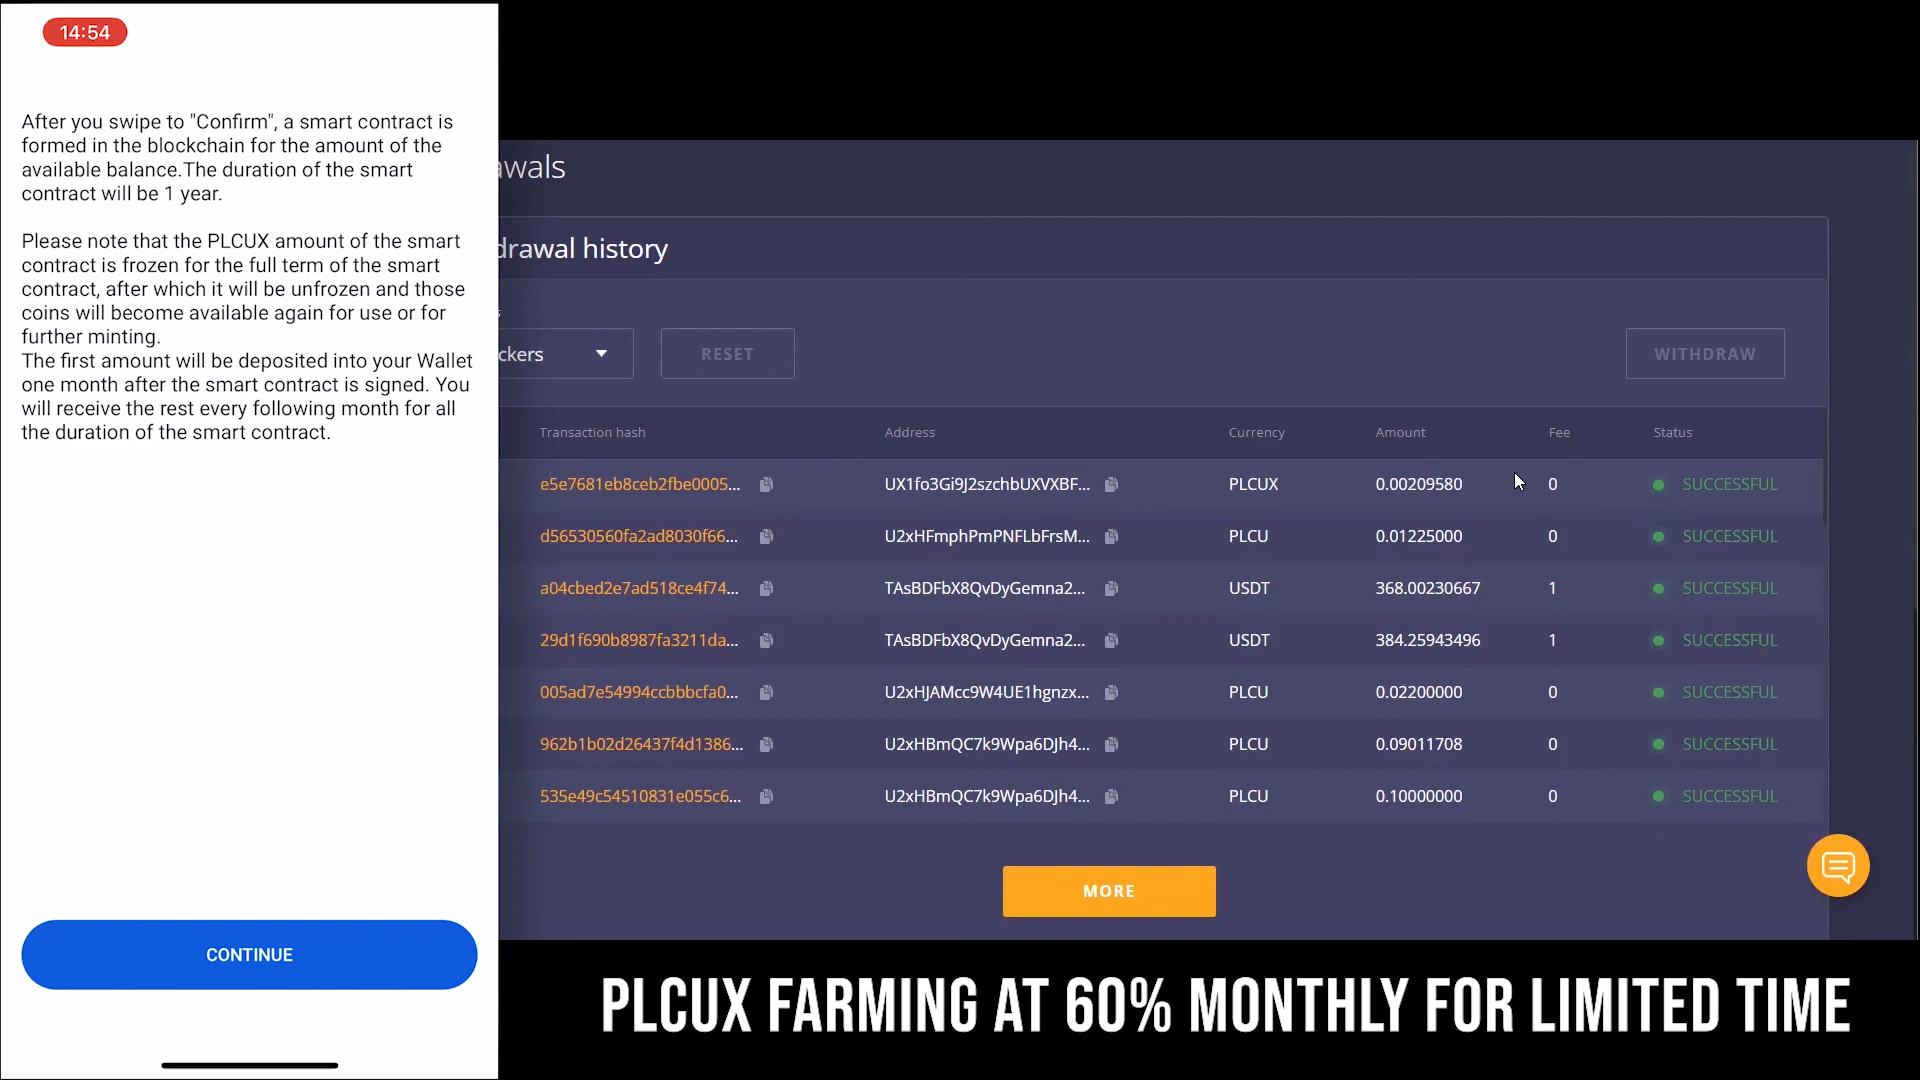 14:54
After you swipe to "Confirm", a smart contract is
formed in the blockchain for the amount of the
available balance.The duration of the smart
contract will be 1 year.
Please note that the PLCUX amount of the smart
contract is frozen for the full term of the smart
contract, after which it will be unfrozen and those
coins will become available again for use or for
further minting.
The first amount will be deposited into your Wallet
one month after the smart contract is signed. You
will receive the rest every following month for all
the duration of the smart contract.
CONTINUE
awals
drawal history
s
ckers RESET WITHDRAW
Transaction hash Address Currency Amount Fee Status
e5e7681eb8ceb2fbe0005... UX1fo3Gi9J2szchbUXVXBF... PLCUX 0.00209580 0 SUCCESSFUL
d56530560fa2ad8030f66... U2xHFmphPmPNFLbFrsM... PLCU 0.01225000 0 SUCCESSFUL
a04cbed2e7ad518ce4f74... TAsBDFbX8QvDyGemna2... USDT 368.00230667 1 SUCCESSFUL
29d1f690b8987fa3211da... TAsBDFbX8QvDyGemna2... USDT 384.25943496 1 SUCCESSFUL
005ad7e54994ccbbbcfa0... U2xHJAMcc9W4UE1hgnzx... PLCU 0.02200000 0 SUCCESSFUL
962b1b02d26437f4d1386... U2xHBmQC7k9Wpa6DJh4... PLCU 0.09011708 0 SUCCESSFUL
535e49c54510831e055c6... U2xHBmQC7k9Wpa6DJh4... PLCU 0.10000000 0 SUCCESSFUL
MORE
PLCUX FARMING AT 60% MONTHLY FOR LIMITED TIME